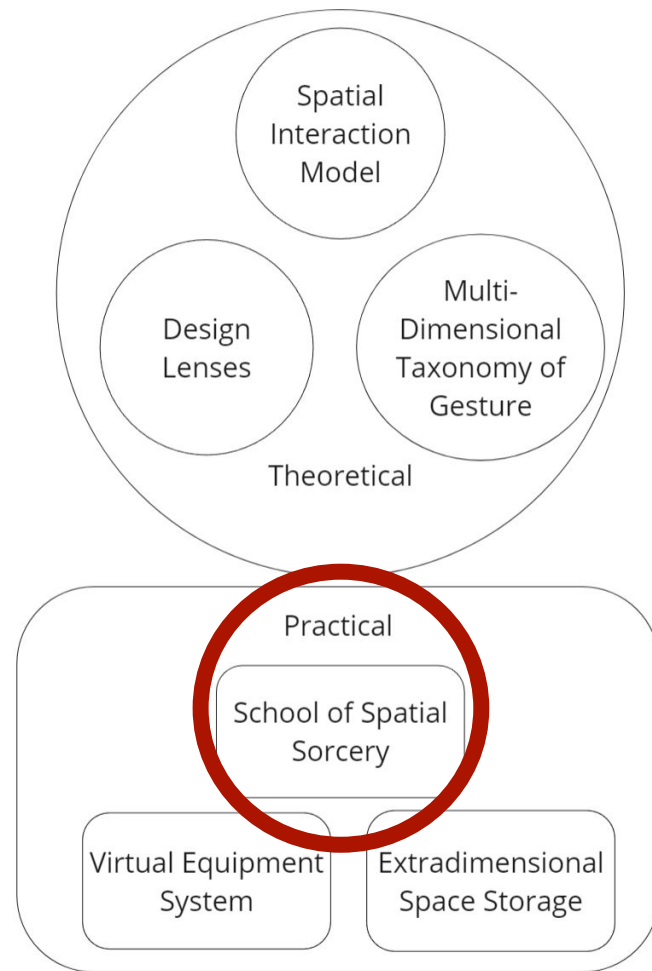 Spatial
Interaction
Model
Design
Lenses
Multi-
Dimensional
Taxonomy of
Gesture
Theoretical
Practical
School of Spatial
Sorcery
Virtual Equipment
System
Extradimensional
Space Storage